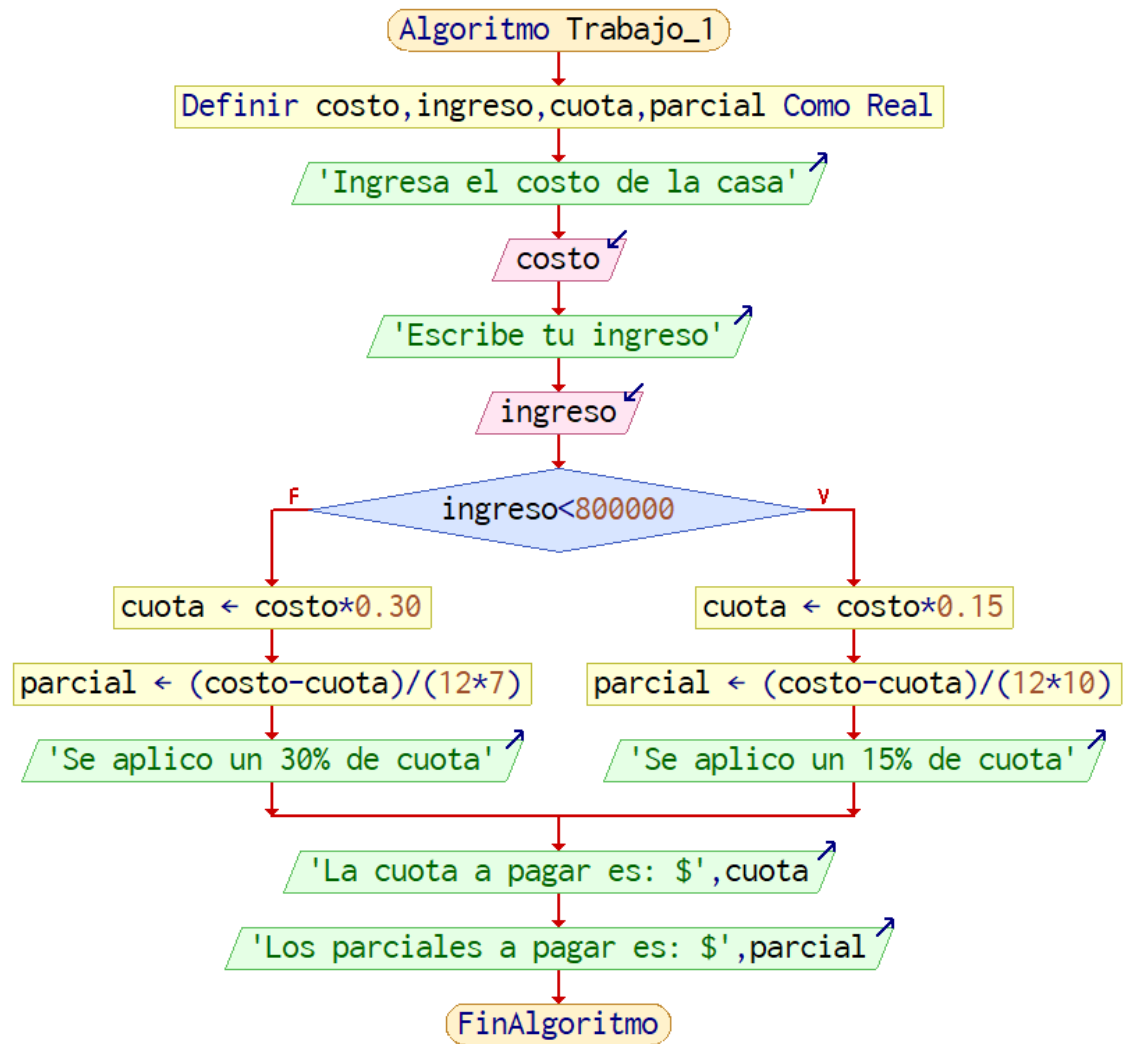 Algoritmo Trabajo_1
Definir costo,ingreso,cuota,parcial Como Real
'Ingresa el costo de la casa'
costo
'Escribe tu ingreso'
ingreso
ingreso<800000
F
V
cuota ← costo*0.30
cuota ← costo*0.15
parcial ← (costo-cuota)/(12*7)
parcial ← (costo-cuota)/(12*10)
'Se aplico un 30% de cuota'
'Se aplico un 15% de cuota'
'La cuota a pagar es: $',cuota
'Los parciales a pagar es: $',parcial
FinAlgoritmo